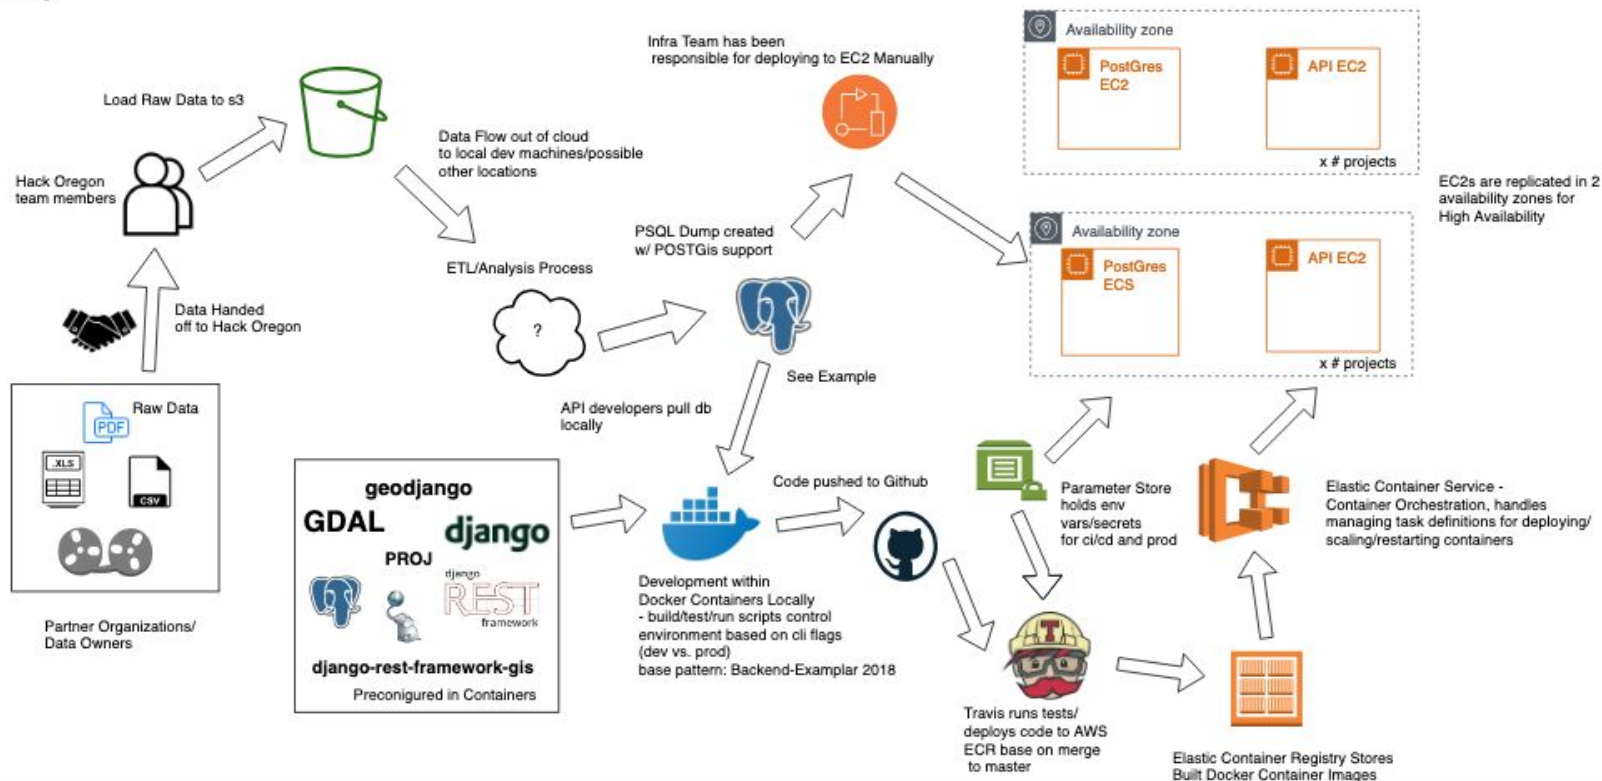 Infra Team has been
responsible for deploying to EC2 Manually
Availability zone
PostGres
EC2
API EC2
x # projects
Load Raw Data to s3
Data Flow out of cloud
to local dev machines/possible
other locations
Hack Oregon
team members
EC2s are replicated in 2
availability zones for
High Availability
PSQL Dump created
w/ POSTGis support
Availability zone
PostGres
ECS
API EC2
x # projects
ETL/Analysis Process
?
Data Handed
off to Hack Oregon
See Example
API developers pull db
locally
Raw Data
PDF
.XLS
CSV
Partner Organizations/
Data Owners
geodjango
GDAL
django
PROJ
django
REST
framework
django-rest-framework-gis
Preconigured in Containers
Code pushed to Github
Development within
Docker Containers Locally
- build/test/run scripts control
environment based on cli flags
(dev vs. prod)
base pattern: Backend-Examplar 2018
Parameter Store
holds env
vars/secrets
for ci/cd and prod
Elastic Container Service -
Container Orchestration, handles
managing task definitions for deploying/
scaling/restarting containers
T
Travis runs tests/
deploys code to AWS
ECR base on merge
to master
Elastic Container Registry Stores
Built Docker Container Images